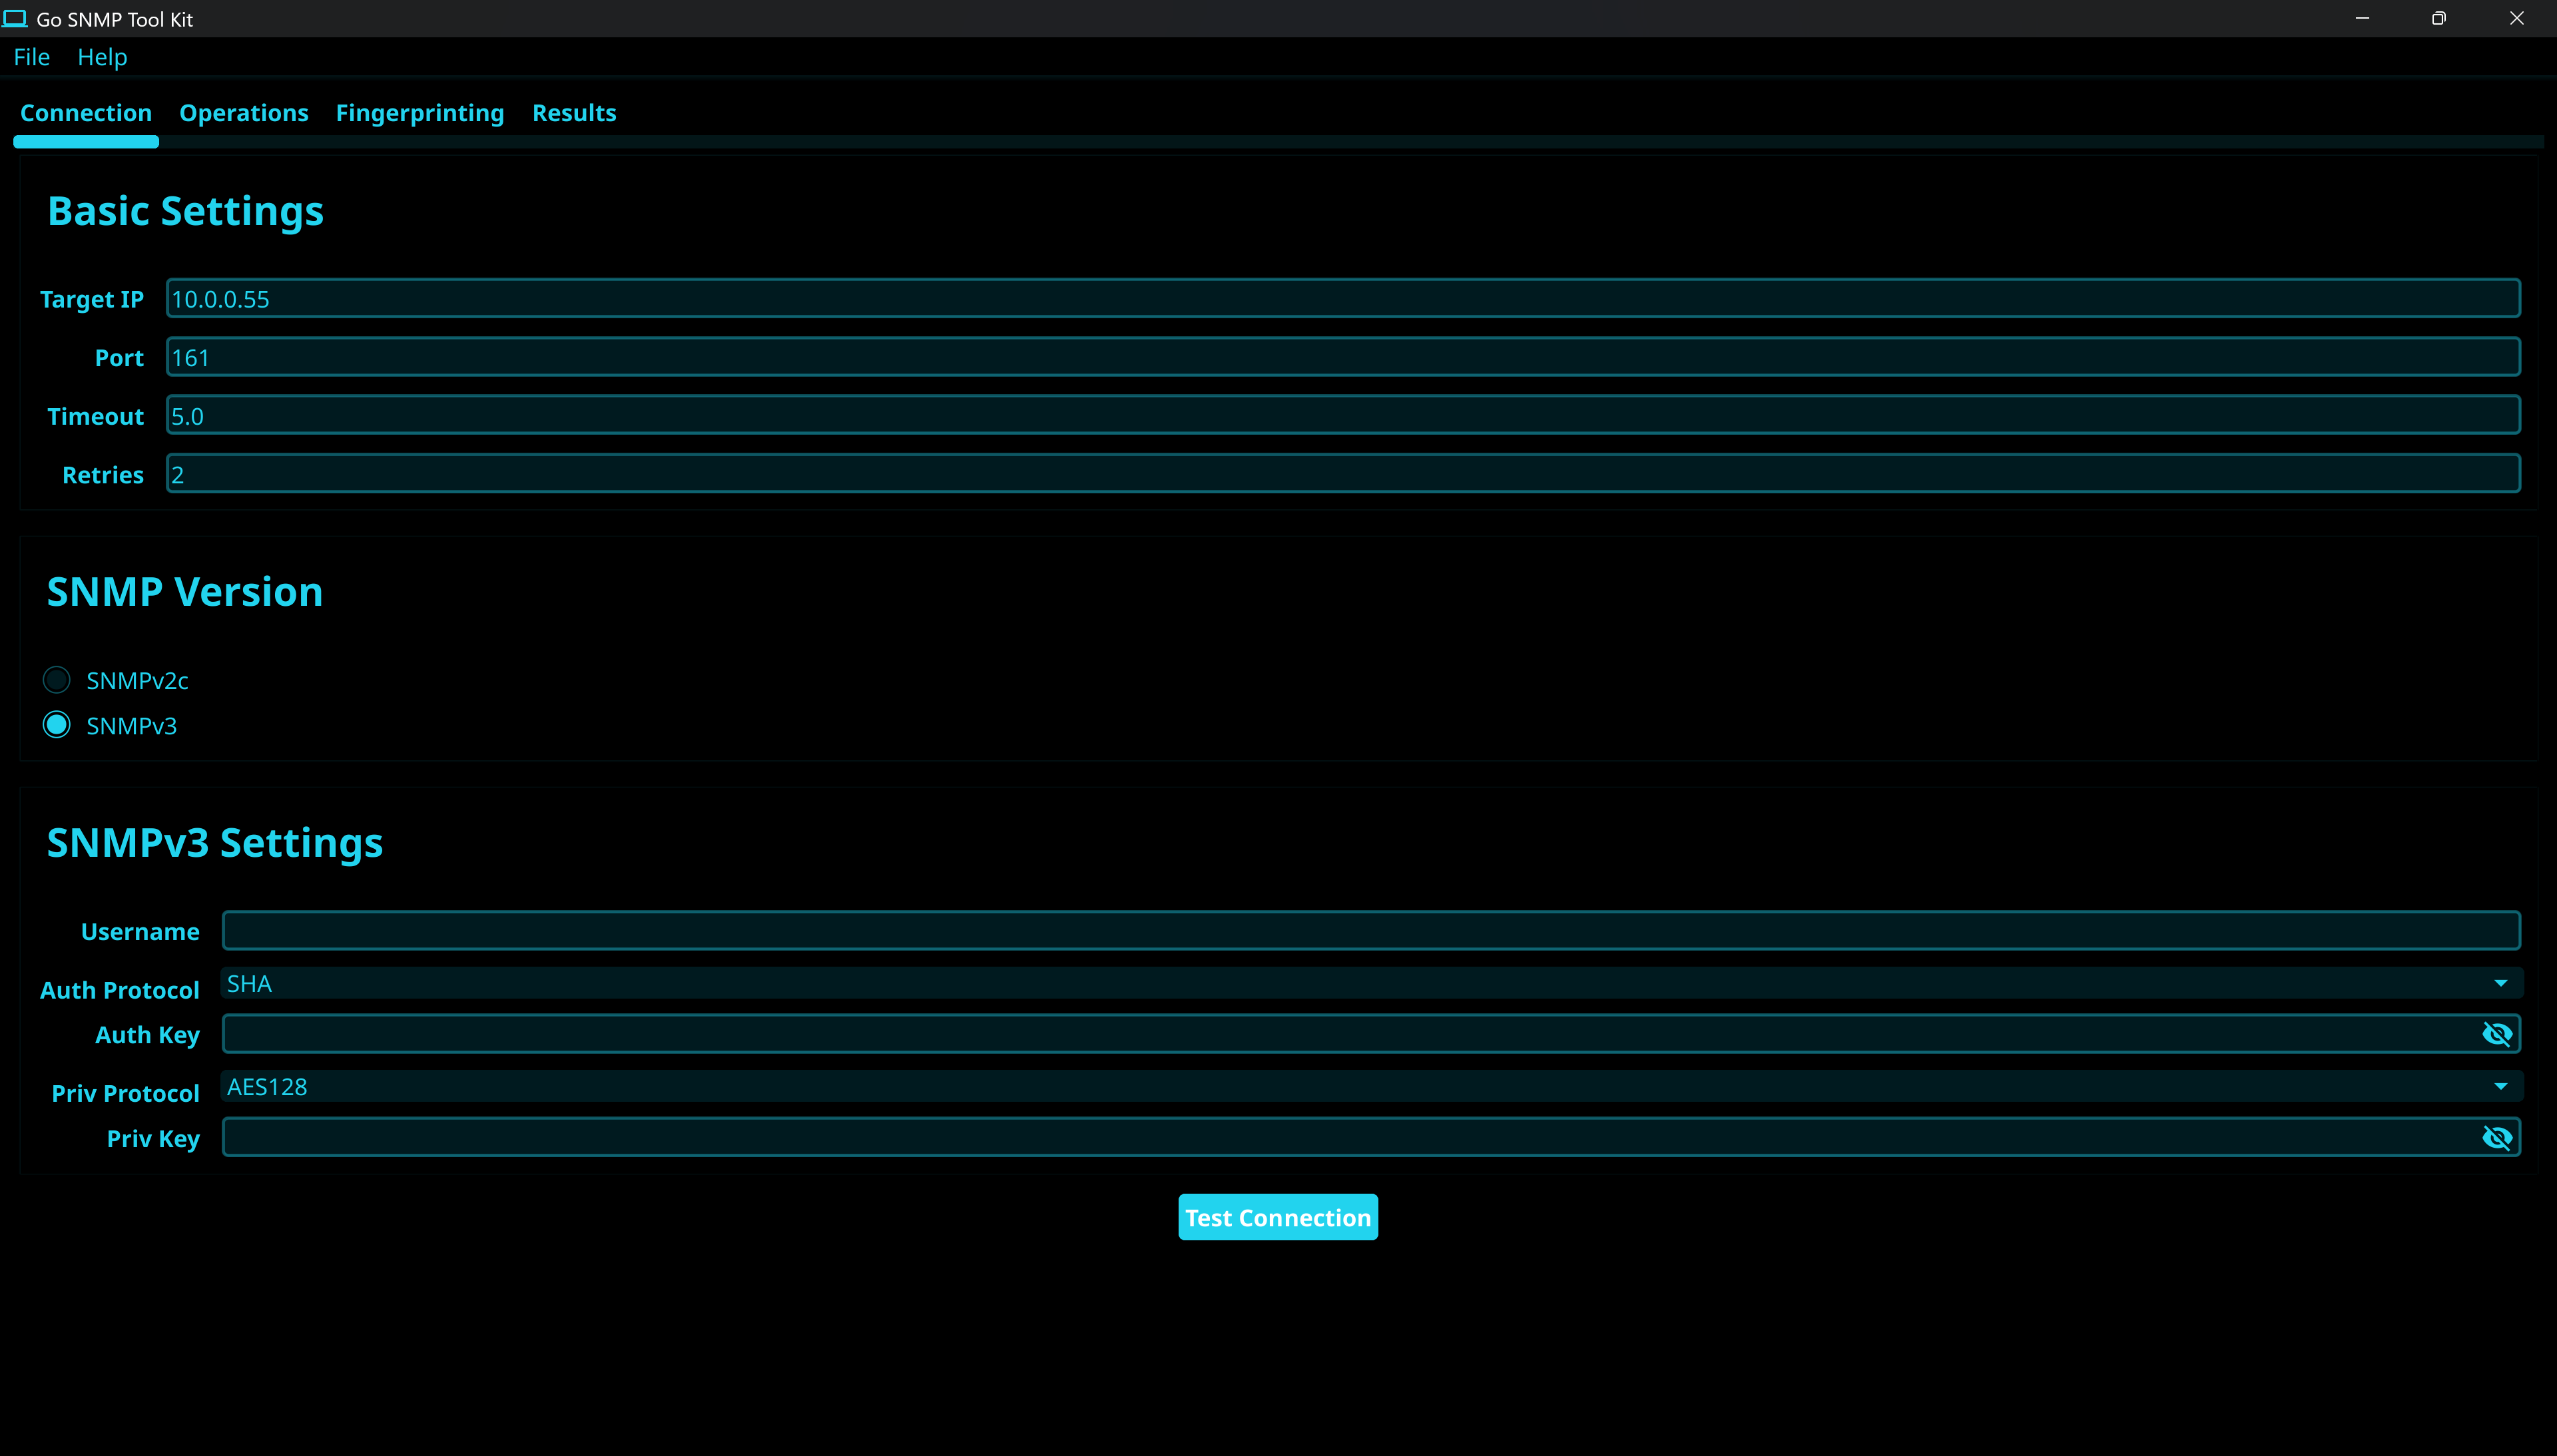 Go SNMP Tool Kit
File Help
Connection Operations Fingerprinting Results
Basic Settings
Target IP 10.0.0.55
Port 161
Timeout 5.0
Retries 2
SNMP Version
SNMPv2c
SNMPv3
SNMPv3 Settings
Username
Auth Protocol SHA
Auth Key
Priv Protocol AES128
Priv Key
Test Connection